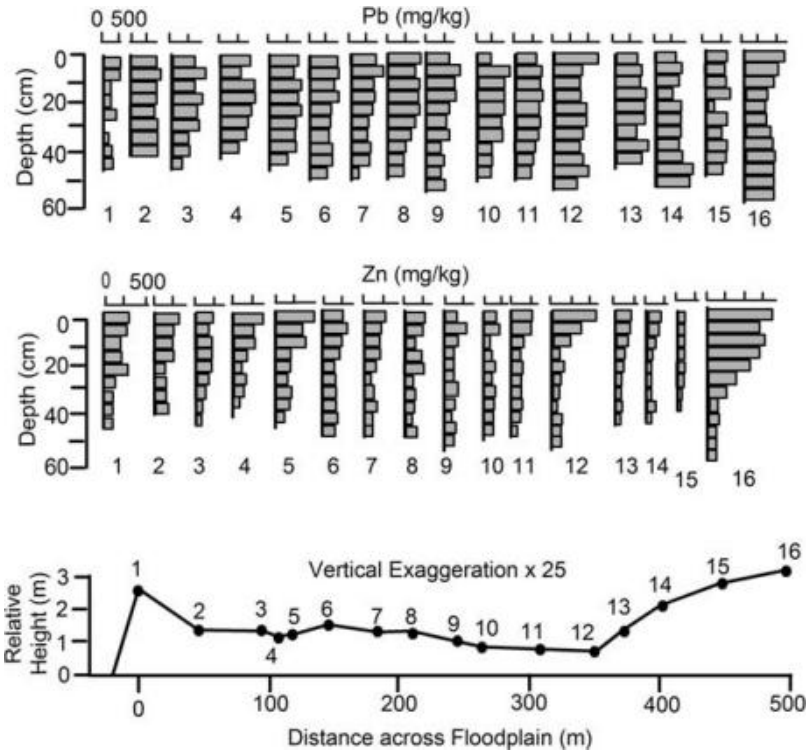 Pb (mg/kg)
0 500
Depth (cm)
0
20
40
60
1 2 3 4 5 6 7 8 9 10 11 12 13 14 15 16
Zn (mg/kg)
0 500
Depth (cm)
0
20
40
60
1 2 3 4 5 6 7 8 9 10 11 12 13 14 15 16
Vertical Exaggeration x 25
Relative
Height (m)
3
2
1
0
1 2 3 4 5 6 7 8 9 10 11 12 13 14 15 16
0 100 200 300 400 500
Distance across Floodplain (m)